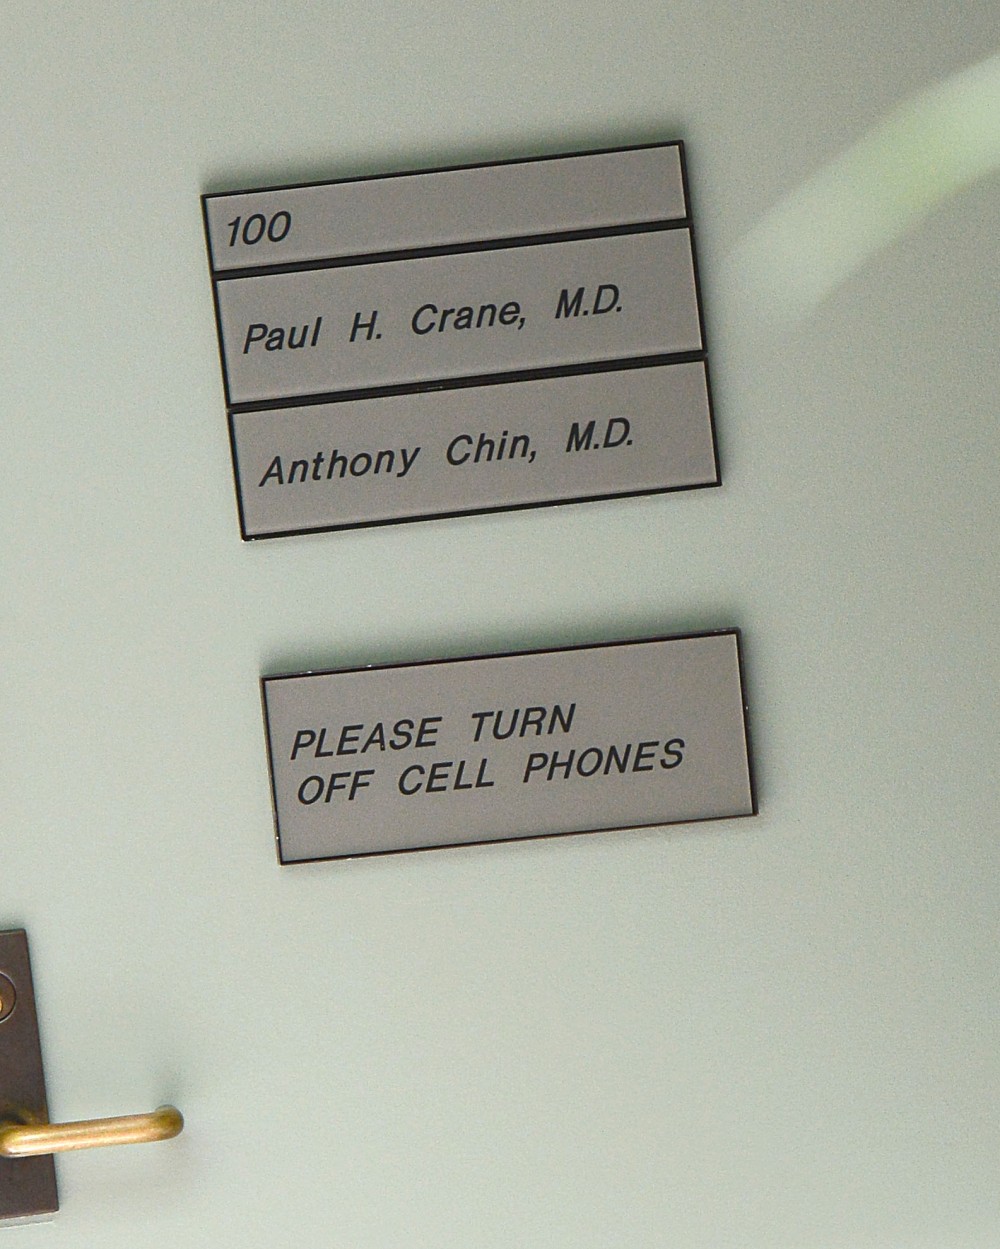 100
Paul H. Crane, M.D.
Anthony Chin, M.D.
PLEASE TURN
OFF CELL PHONES